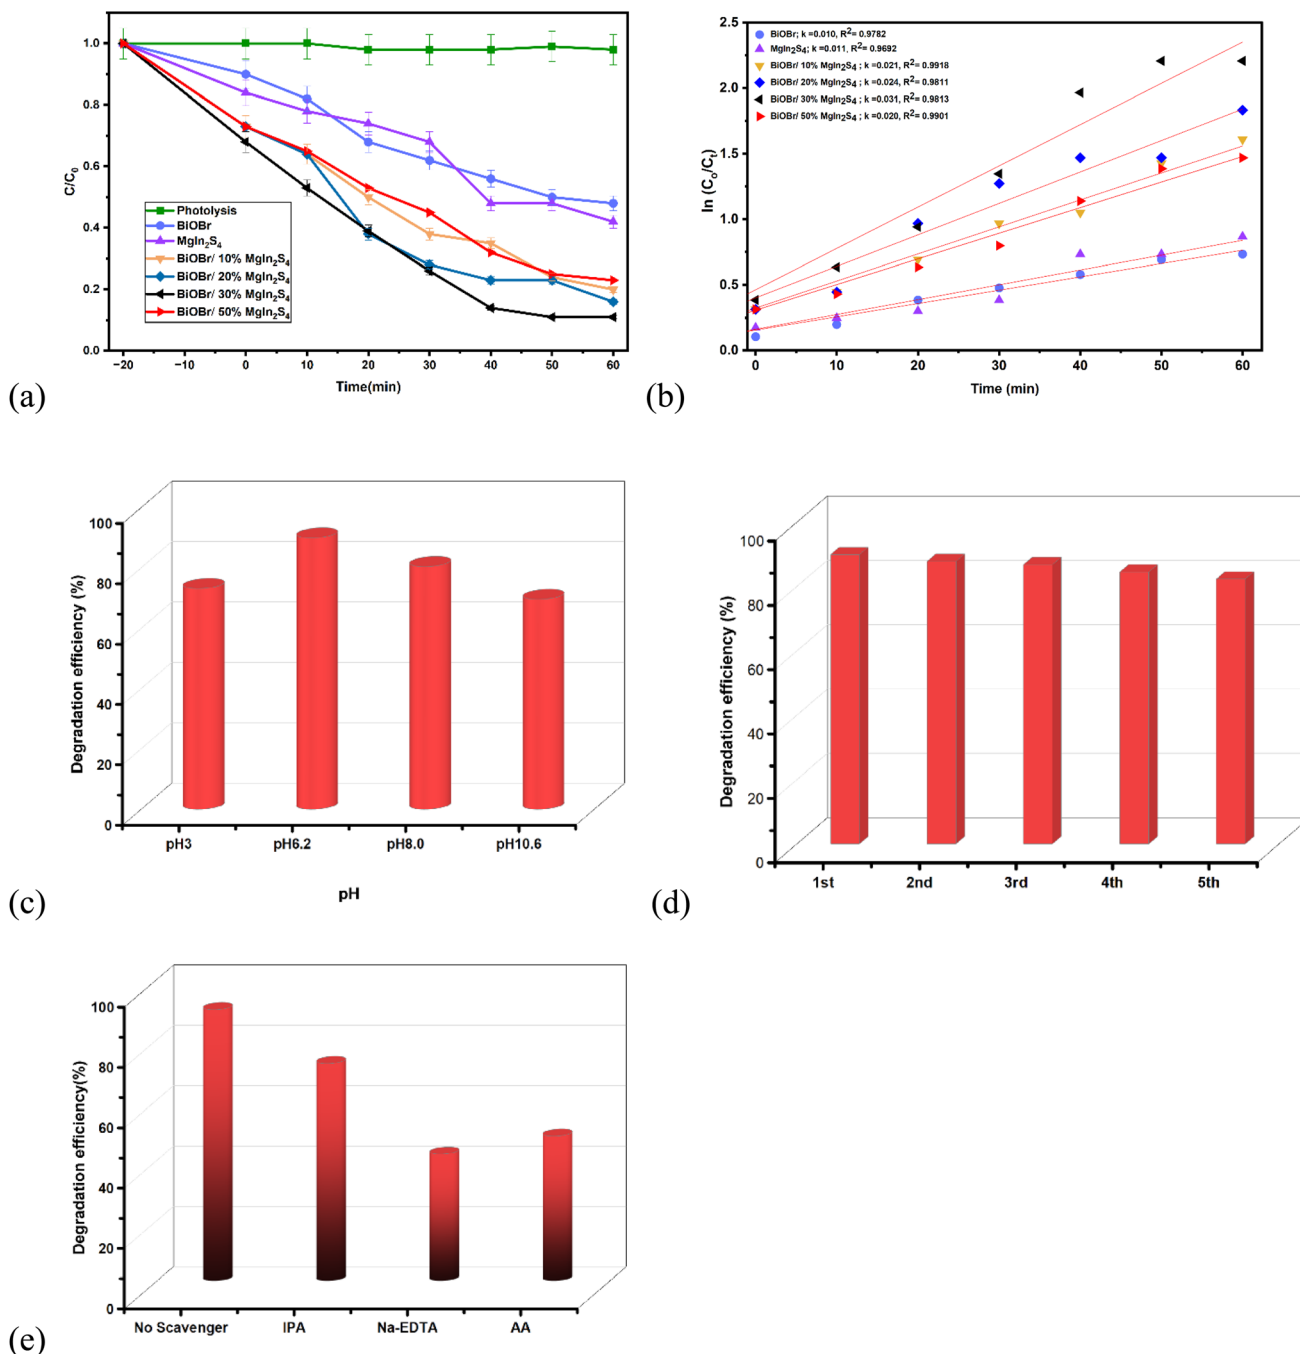 1.0
0.8
0.6
0.4
0.2
0.0
C/C₀
Photolysis
BiOBr
MgIn₂S₄
BiOBr/ 10% MgIn₂S₄
BiOBr/ 20% MgIn₂S₄
BiOBr/ 30% MgIn₂S₄
BiOBr/ 50% MgIn₂S₄
−20 −10 0 10 20 30 40 50 60
Time(min)
(a)
2.5
2.0
1.5
1.0
0.5
0.0
ln (C₀/Cₜ)
BiOBr; k =0.010, R²= 0.9782
MgIn₂S₄; k =0.011, R²= 0.9692
BiOBr/ 10% MgIn₂S₄ ; k =0.021, R²= 0.9918
BiOBr/ 20% MgIn₂S₄ ; k =0.024, R²= 0.9811
BiOBr/ 30% MgIn₂S₄ ; k =0.031, R²= 0.9813
BiOBr/ 50% MgIn₂S₄ ; k =0.020, R²= 0.9901
0 10 20 30 40 50 60
Time (min)
(b)
100
80
60
40
20
0
Degradation efficiency (%)
pH3 pH6.2 pH8.0 pH10.6
pH
(c)
100
80
60
40
20
0
Degradation efficiency (%)
1st 2nd 3rd 4th 5th
(d)
100
80
60
40
20
0
Degradation efficiency(%)
No Scavenger IPA Na-EDTA AA
(e)